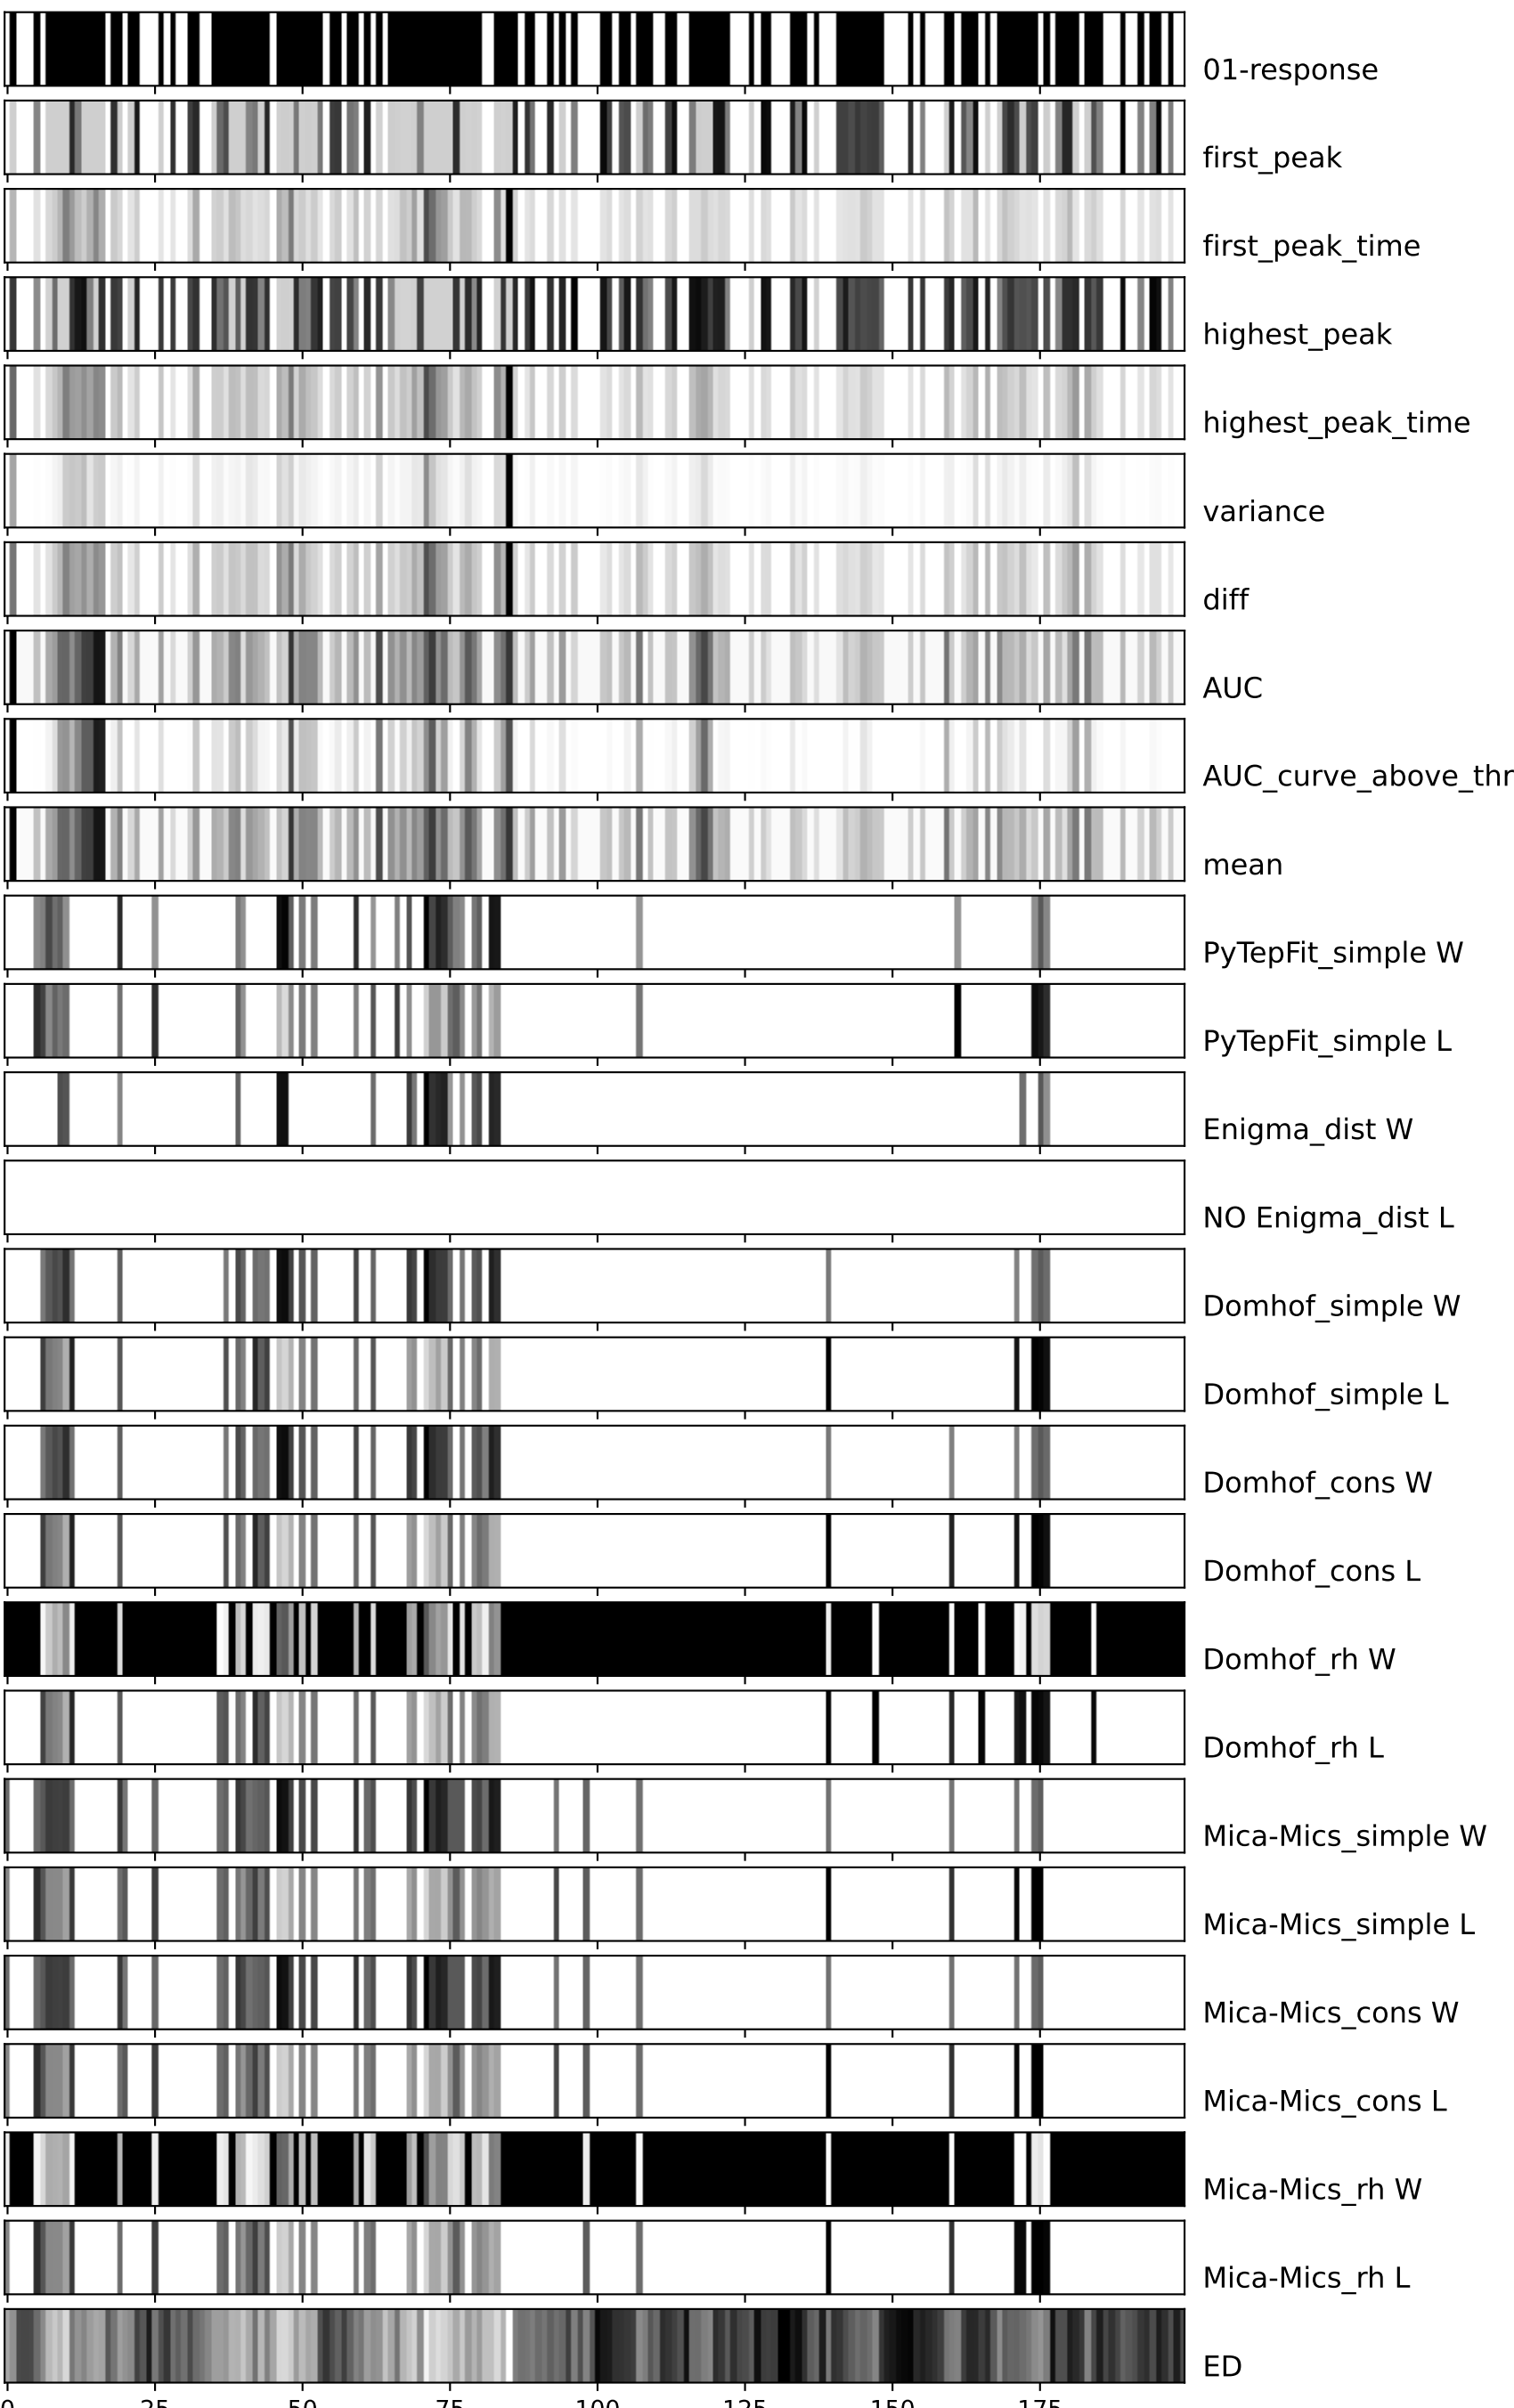 01-response
first_peak
first_peak_time
highest_peak
highest_peak_time
variance
diff
AUC
AUC_curve_above_thr
mean
PyTepFit_simple W
PyTepFit_simple L
Enigma_dist W
NO Enigma_dist L
Domhof_simple W
Domhof_simple L
Domhof_cons W
Domhof_cons L
Domhof_rh W
Domhof_rh L
Mica-Mics_simple W
Mica-Mics_simple L
Mica-Mics_cons W
Mica-Mics_cons L
Mica-Mics_rh W
Mica-Mics_rh L
ED
0 25 50 75 100 125 150 175